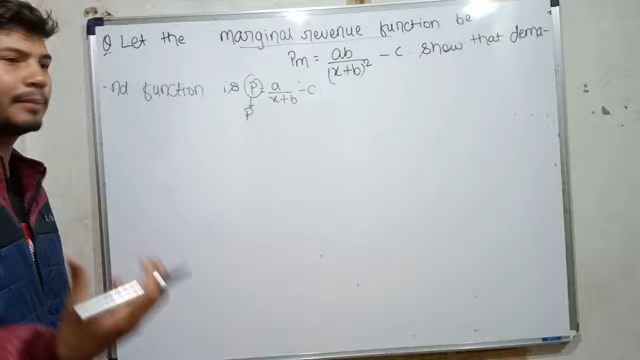 Q Let the marginal revenue function be
Pm = ab/(x+b)² - c. show that dema-
-nd function is P = a/(x+b) - c
P